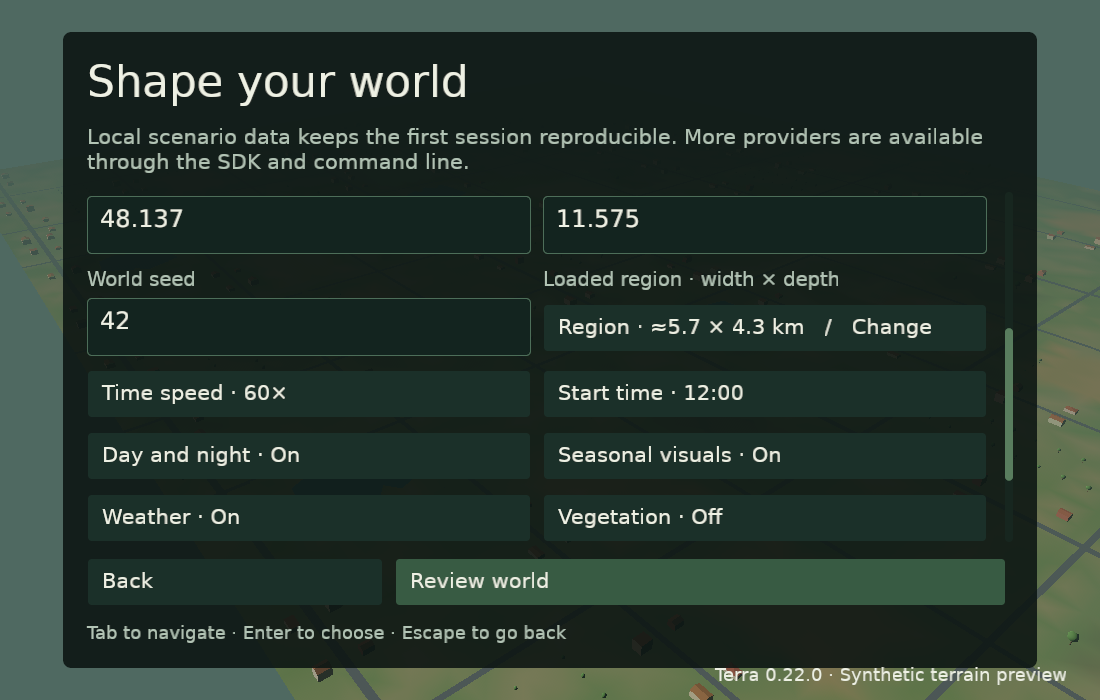 Shape your world
Local scenario data keeps the first session reproducible. More providers are available
through the SDK and command line.
48.137
11.575
World seed
Loaded region · width × depth
42
Region · ≈5.7 × 4.3 km / Change
Time speed · 60×
Start time · 12:00
Day and night · On
Seasonal visuals · On
Weather · On
Vegetation · Off
Back
Review world
Tab to navigate · Enter to choose · Escape to go back
Terra 0.22.0 · Synthetic terrain preview